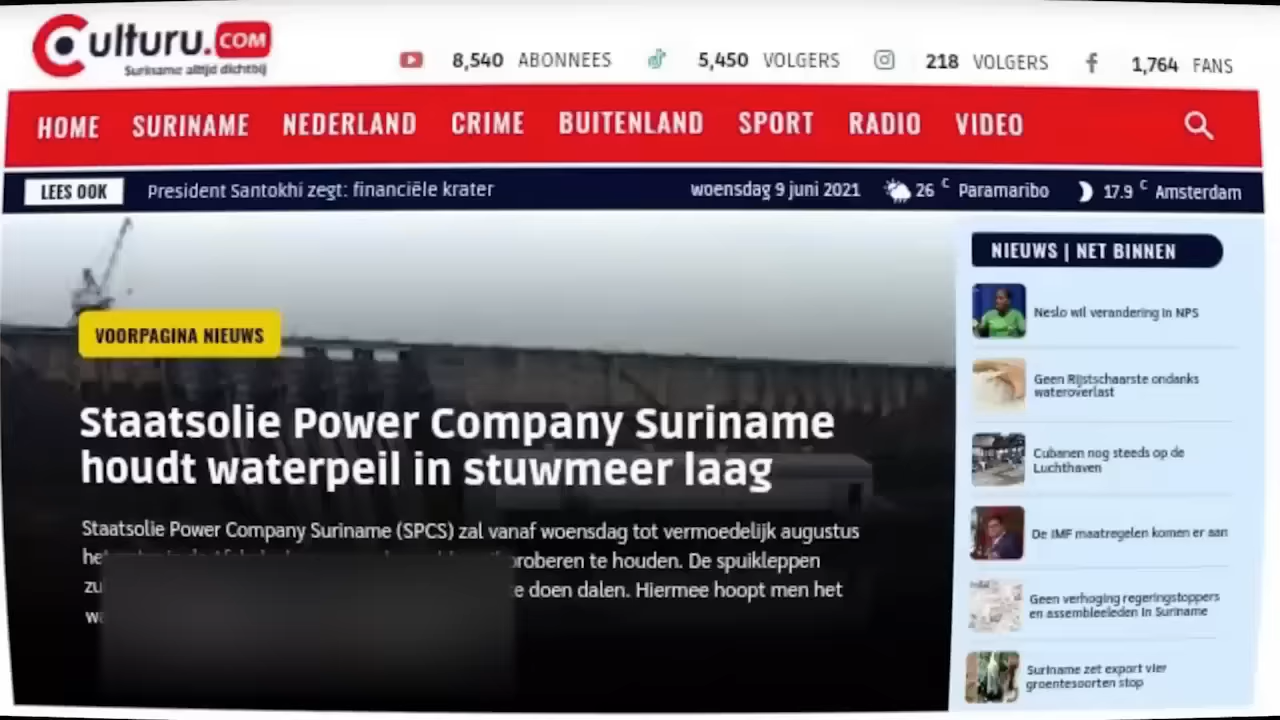 Culturu.COM
Suriname altijd dichtbij
8,540 ABONNEES 5,450 VOLGERS 218 VOLGERS 1,764 FANS
HOME SURINAME NEDERLAND CRIME BUITENLAND SPORT RADIO VIDEO
LEES OOK President Santokhi zegt: financiële krater woensdag 9 juni 2021 26 C Paramaribo 17.9 C Amsterdam
NIEUWS | NET BINNEN
VOORPAGINA NIEUWS
Staatsolie Power Company Suriname
houdt waterpeil in stuwmeer laag
Staatsolie Power Company Suriname (SPCS) zal vanaf woensdag tot vermoedelijk augustus
te houden. De spuikleppen
doen dalen. Hiermee hoopt men het
Neslo wil verandering in NPS
Geen Rijstschaarste ondanks
wateroverlast
Cubanen nog steeds op de
Luchthaven
De IMF maatregelen komen er aan
Geen verhoging regeringstoppers
en assembleeleden in Suriname
Suriname zet export vier
groentesoorten stop